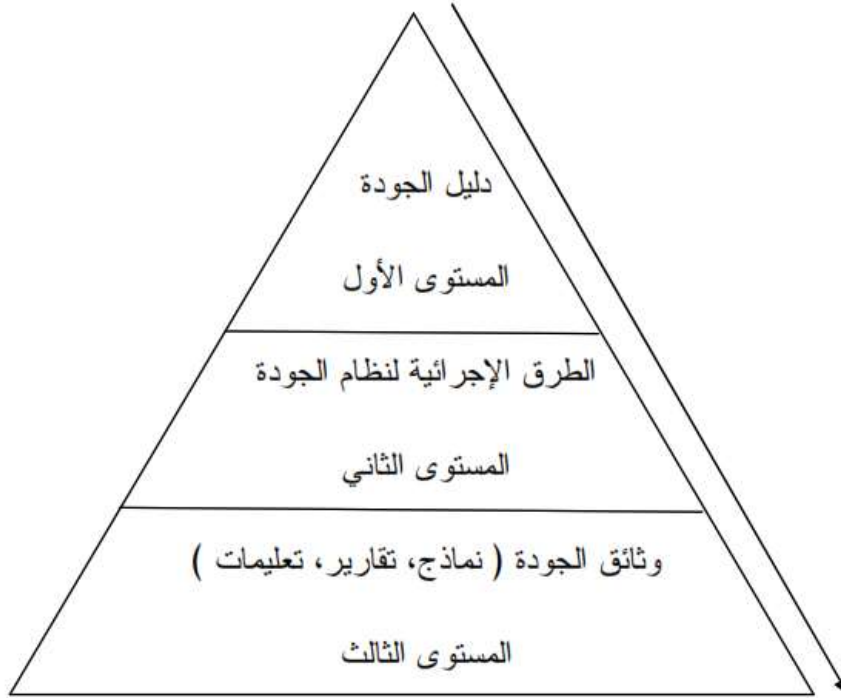 دليل الجودة
المستوى الأول
الطرق الإجرائية لنظام الجودة
المستوى الثاني
وثائق الجودة ( نماذج، تقارير، تعليمات )
المستوى الثالث